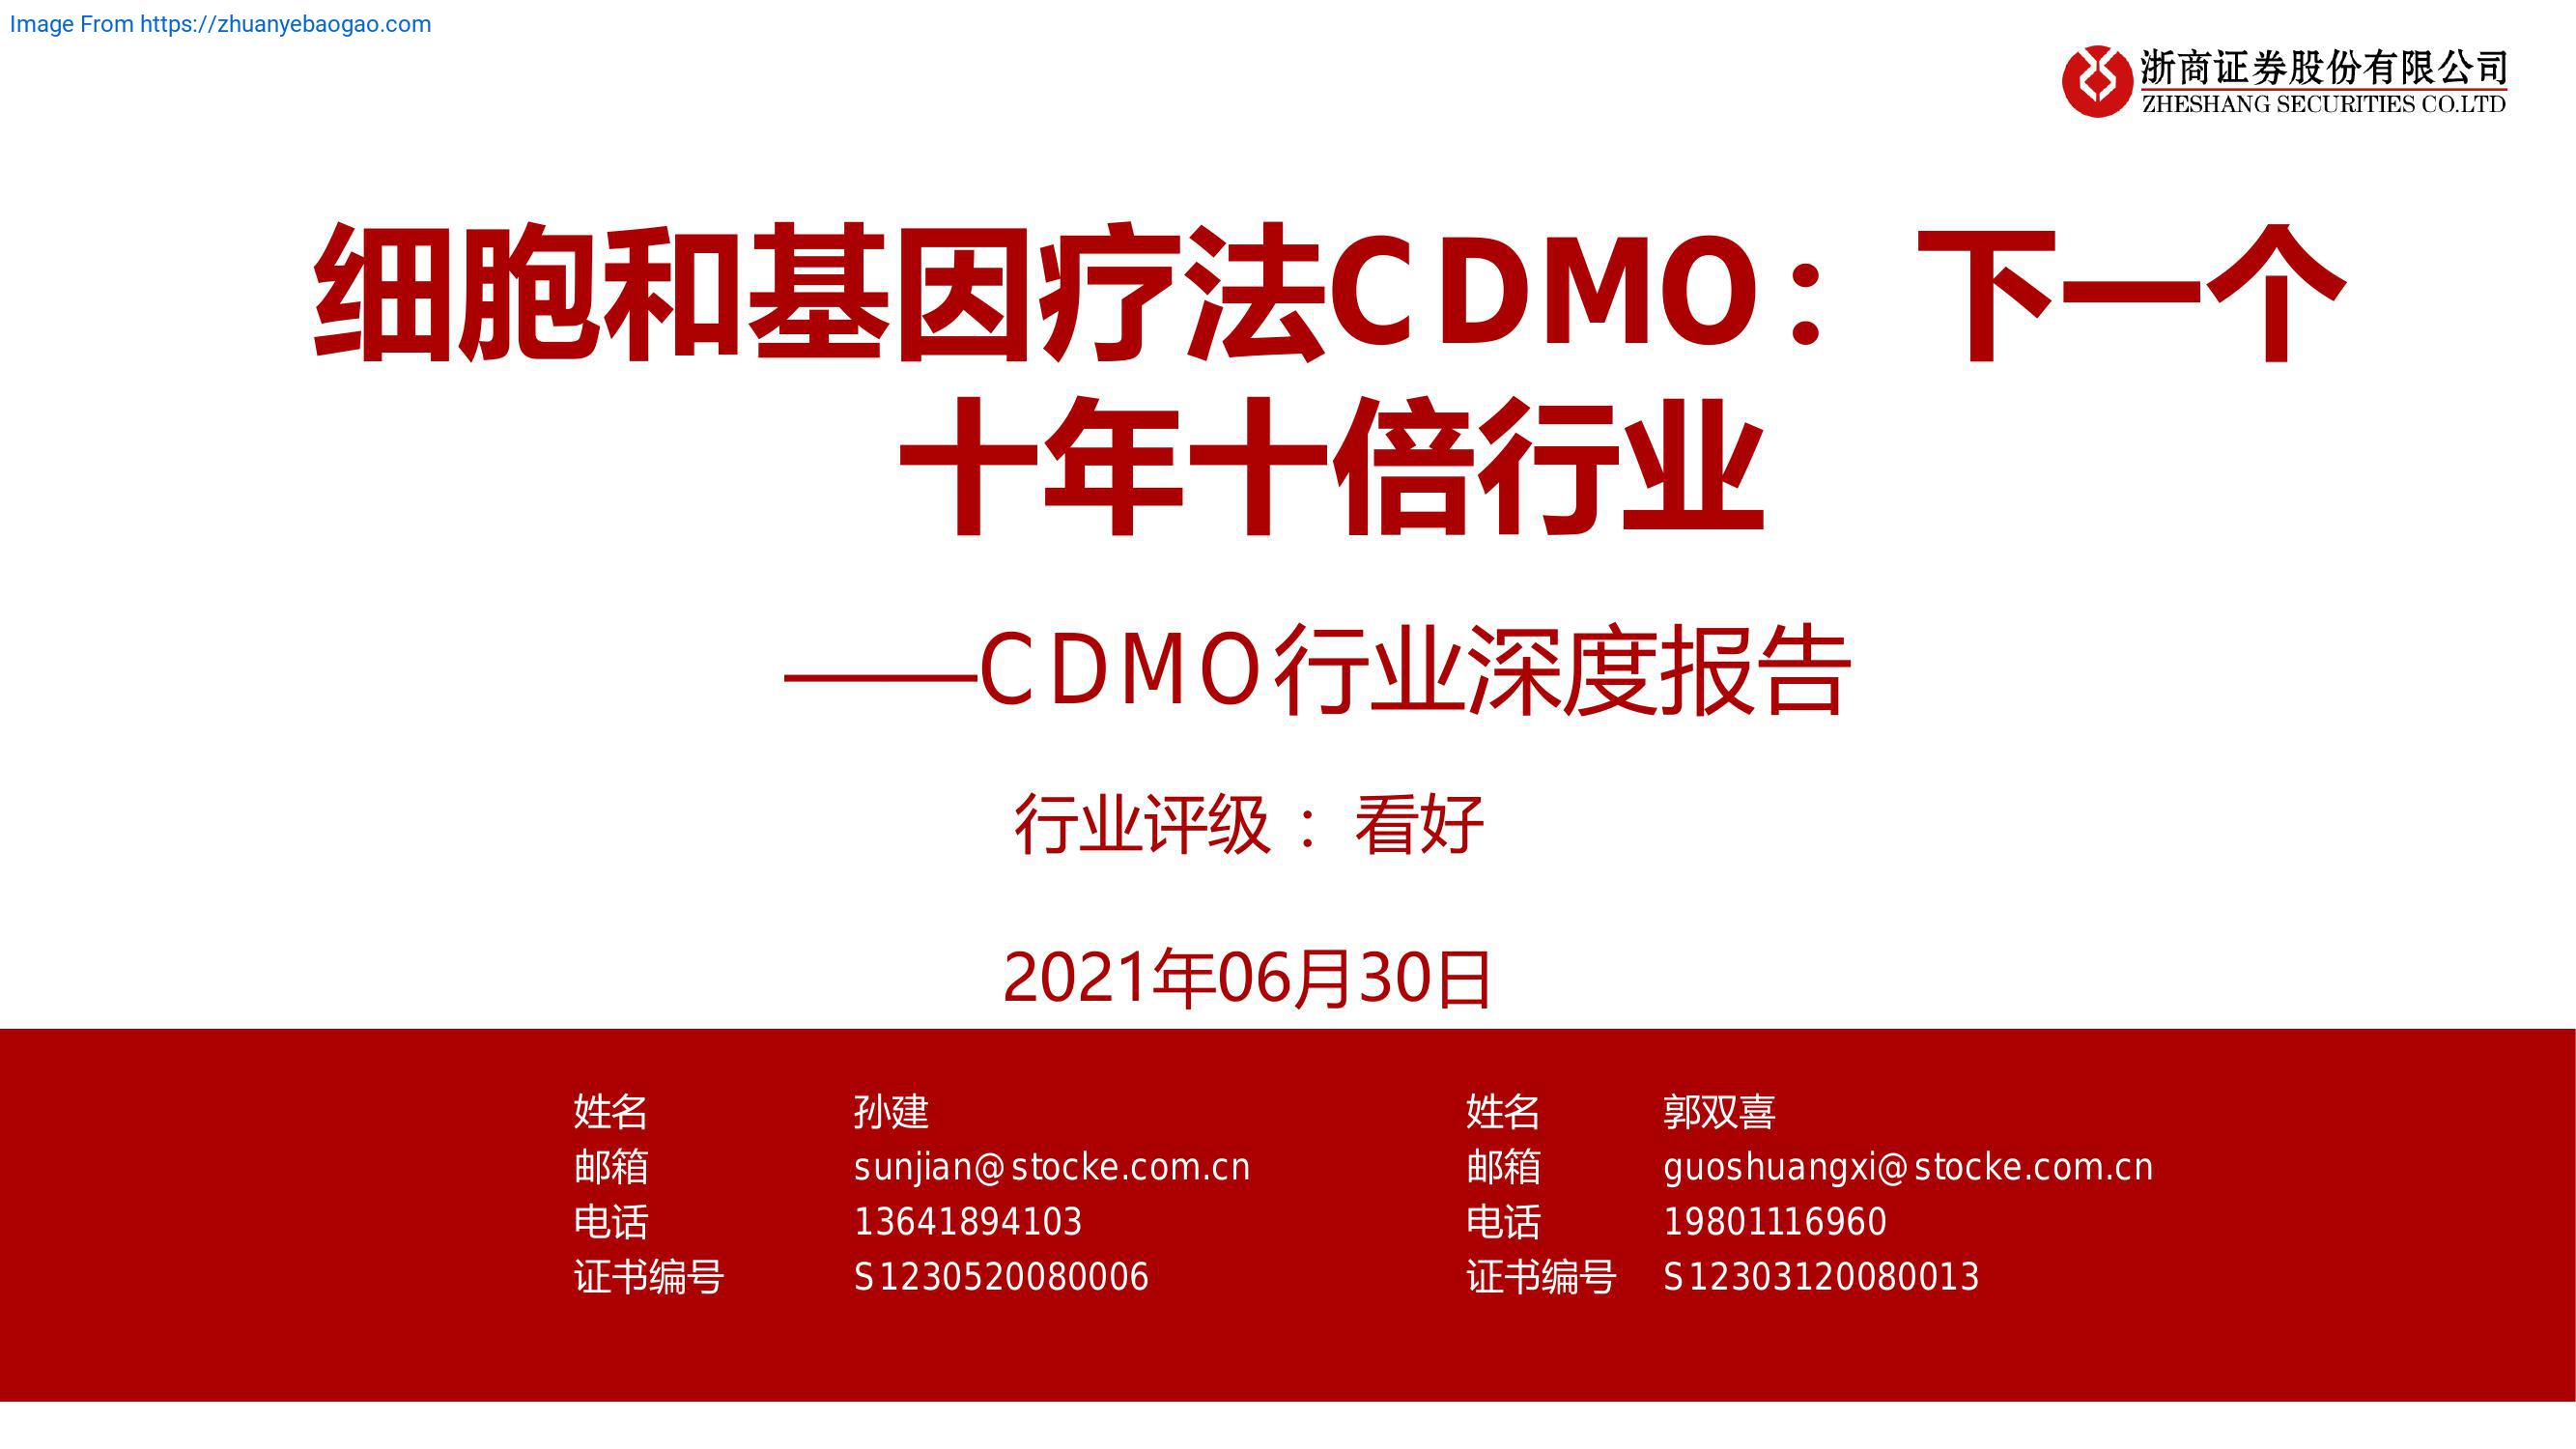 Image From https://zhuanyebaogao.com
浙商证券股份有限公司
ZHESHANG SECURITIES CO.LTD
细胞和基因疗法CDMO：下一个
十年十倍行业
——CDMO行业深度报告
行业评级 ： 看好
2021年06月30日
姓名 孙建 姓名 郭双喜
邮箱 sunjian@stocke.com.cn 邮箱 guoshuangxi@stocke.com.cn
电话 13641894103 电话 19801116960
证书编号 S1230520080006 证书编号 S12303120080013